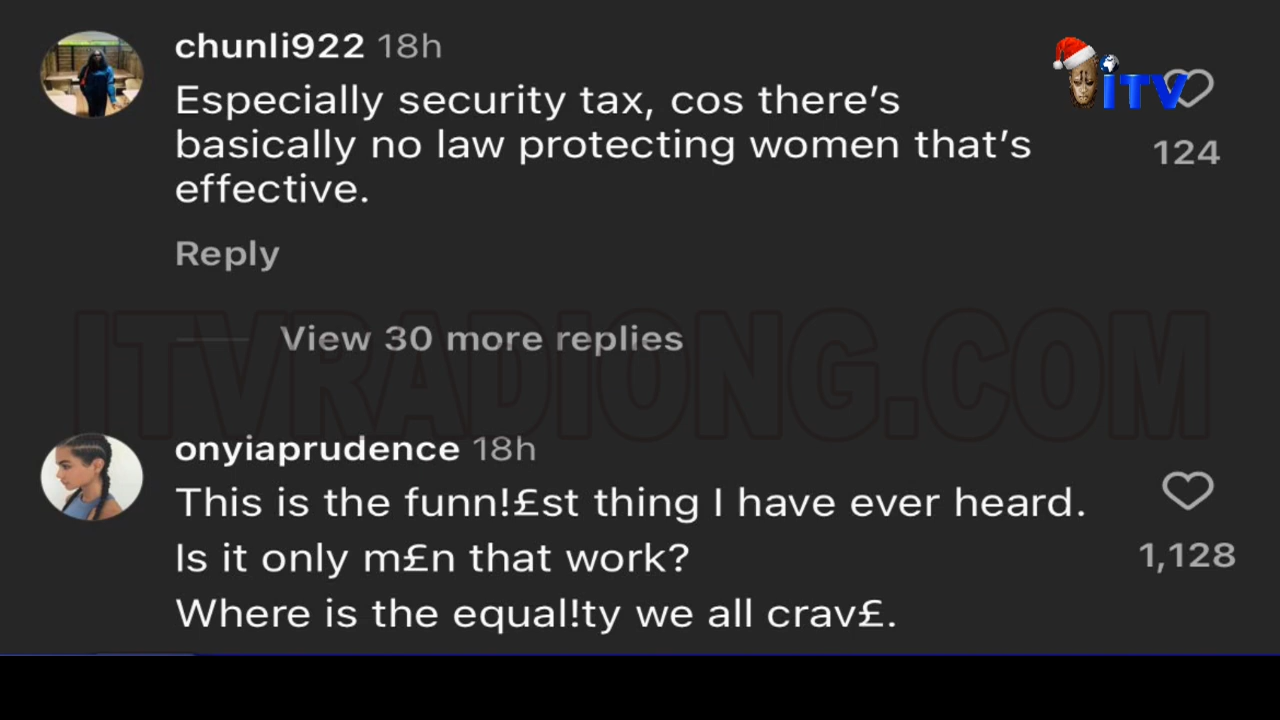 chunli922 18h
iTV
Especially security tax, cos there's
basically no law protecting women that's
effective.
124
Reply
View 30 more replies
ITVRADIONG.COM
onyiaprudence 18h
This is the funn!£st thing I have ever heard.
Is it only m£n that work?
1,128
Where is the equal!ty we all crav£.